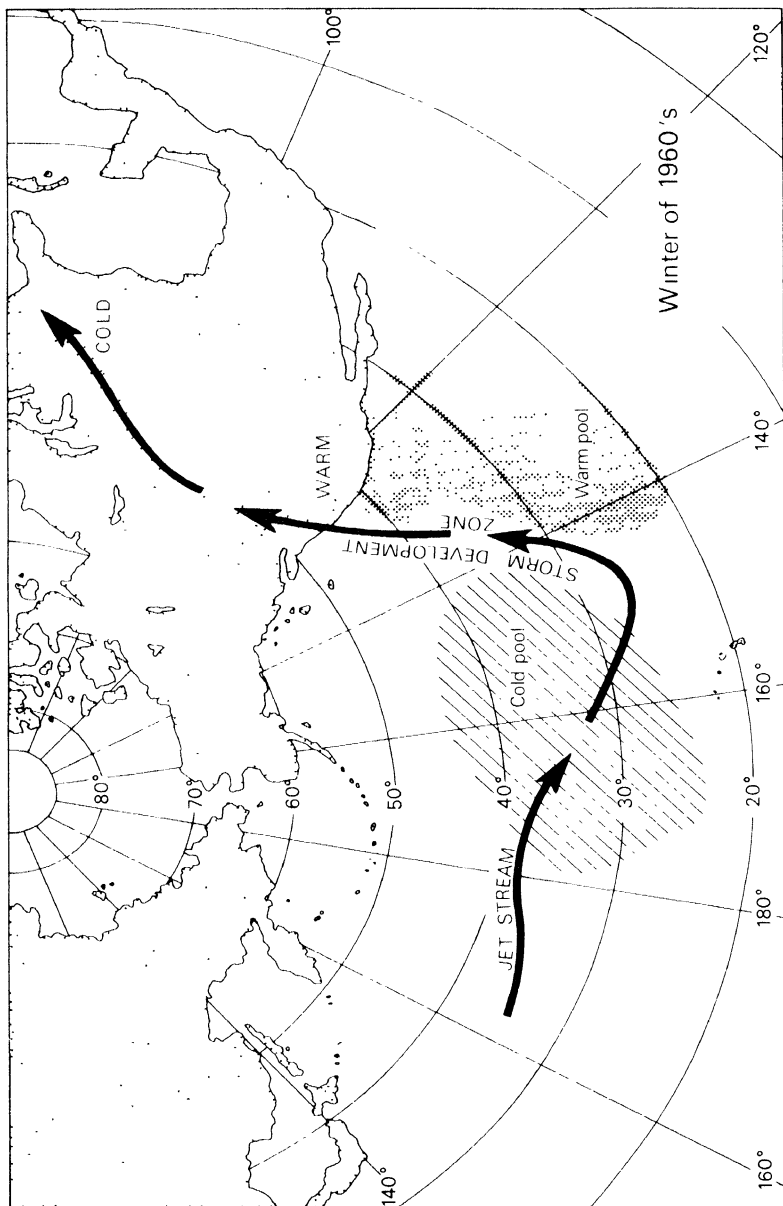 100°
120°
Winter of 1960's
COLD
WARM
Warm pool
140°
STORM DEVELOPMENT
ZONE
Cold pool
160°
80°
70°
60°
50°
40°
30°
20°
JET STREAM
180°
160°
140°